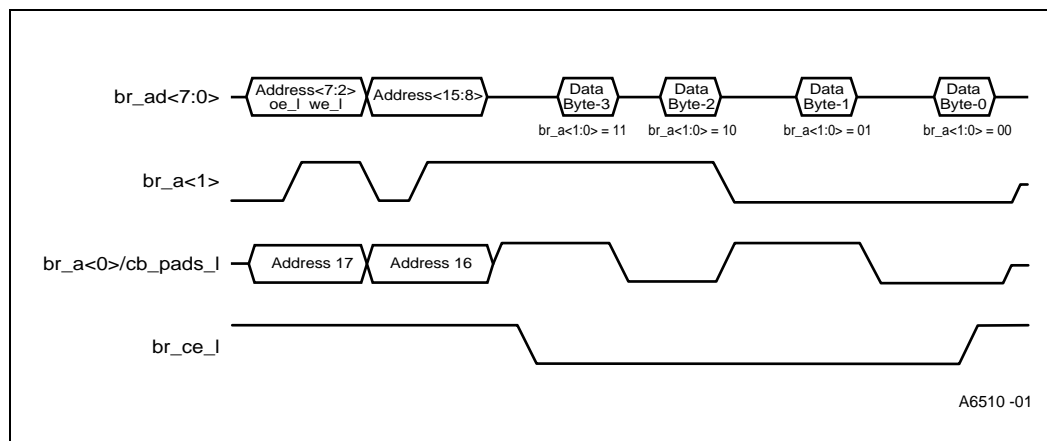 br_ad<7:0>
Address<7:2>
oe_l we_l
Address<15:8>
Data
Byte-3
Data
Byte-2
Data
Byte-1
Data
Byte-0
br_a<1:0> = 11
br_a<1:0> = 10
br_a<1:0> = 01
br_a<1:0> = 00
br_a<1>
br_a<0>/cb_pads_l
Address 17
Address 16
br_ce_l
A6510 -01